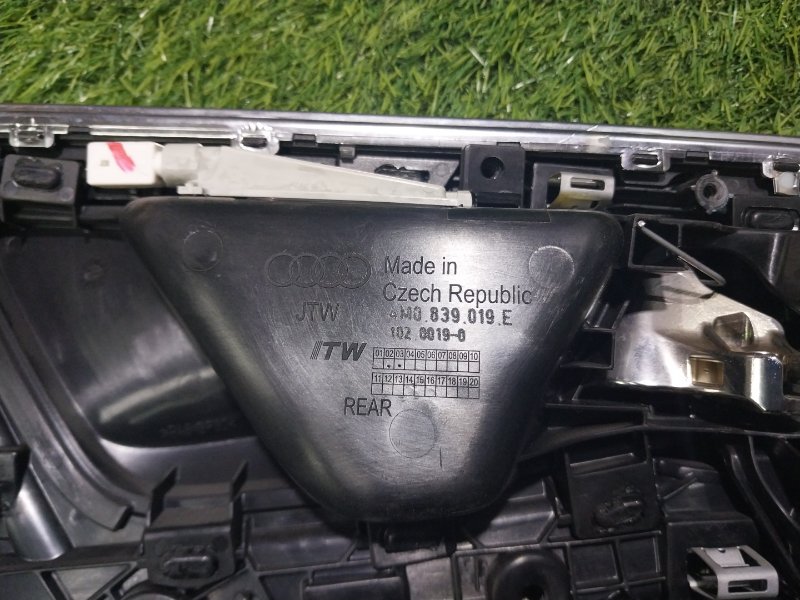 Made in
Czech Republic
JTW
4M0.839.019.E
102 0019-0
ITW
01 02 03 04 05 06 07 08 09 10
11 12 13 14 15 16 17 18 19 20
REAR